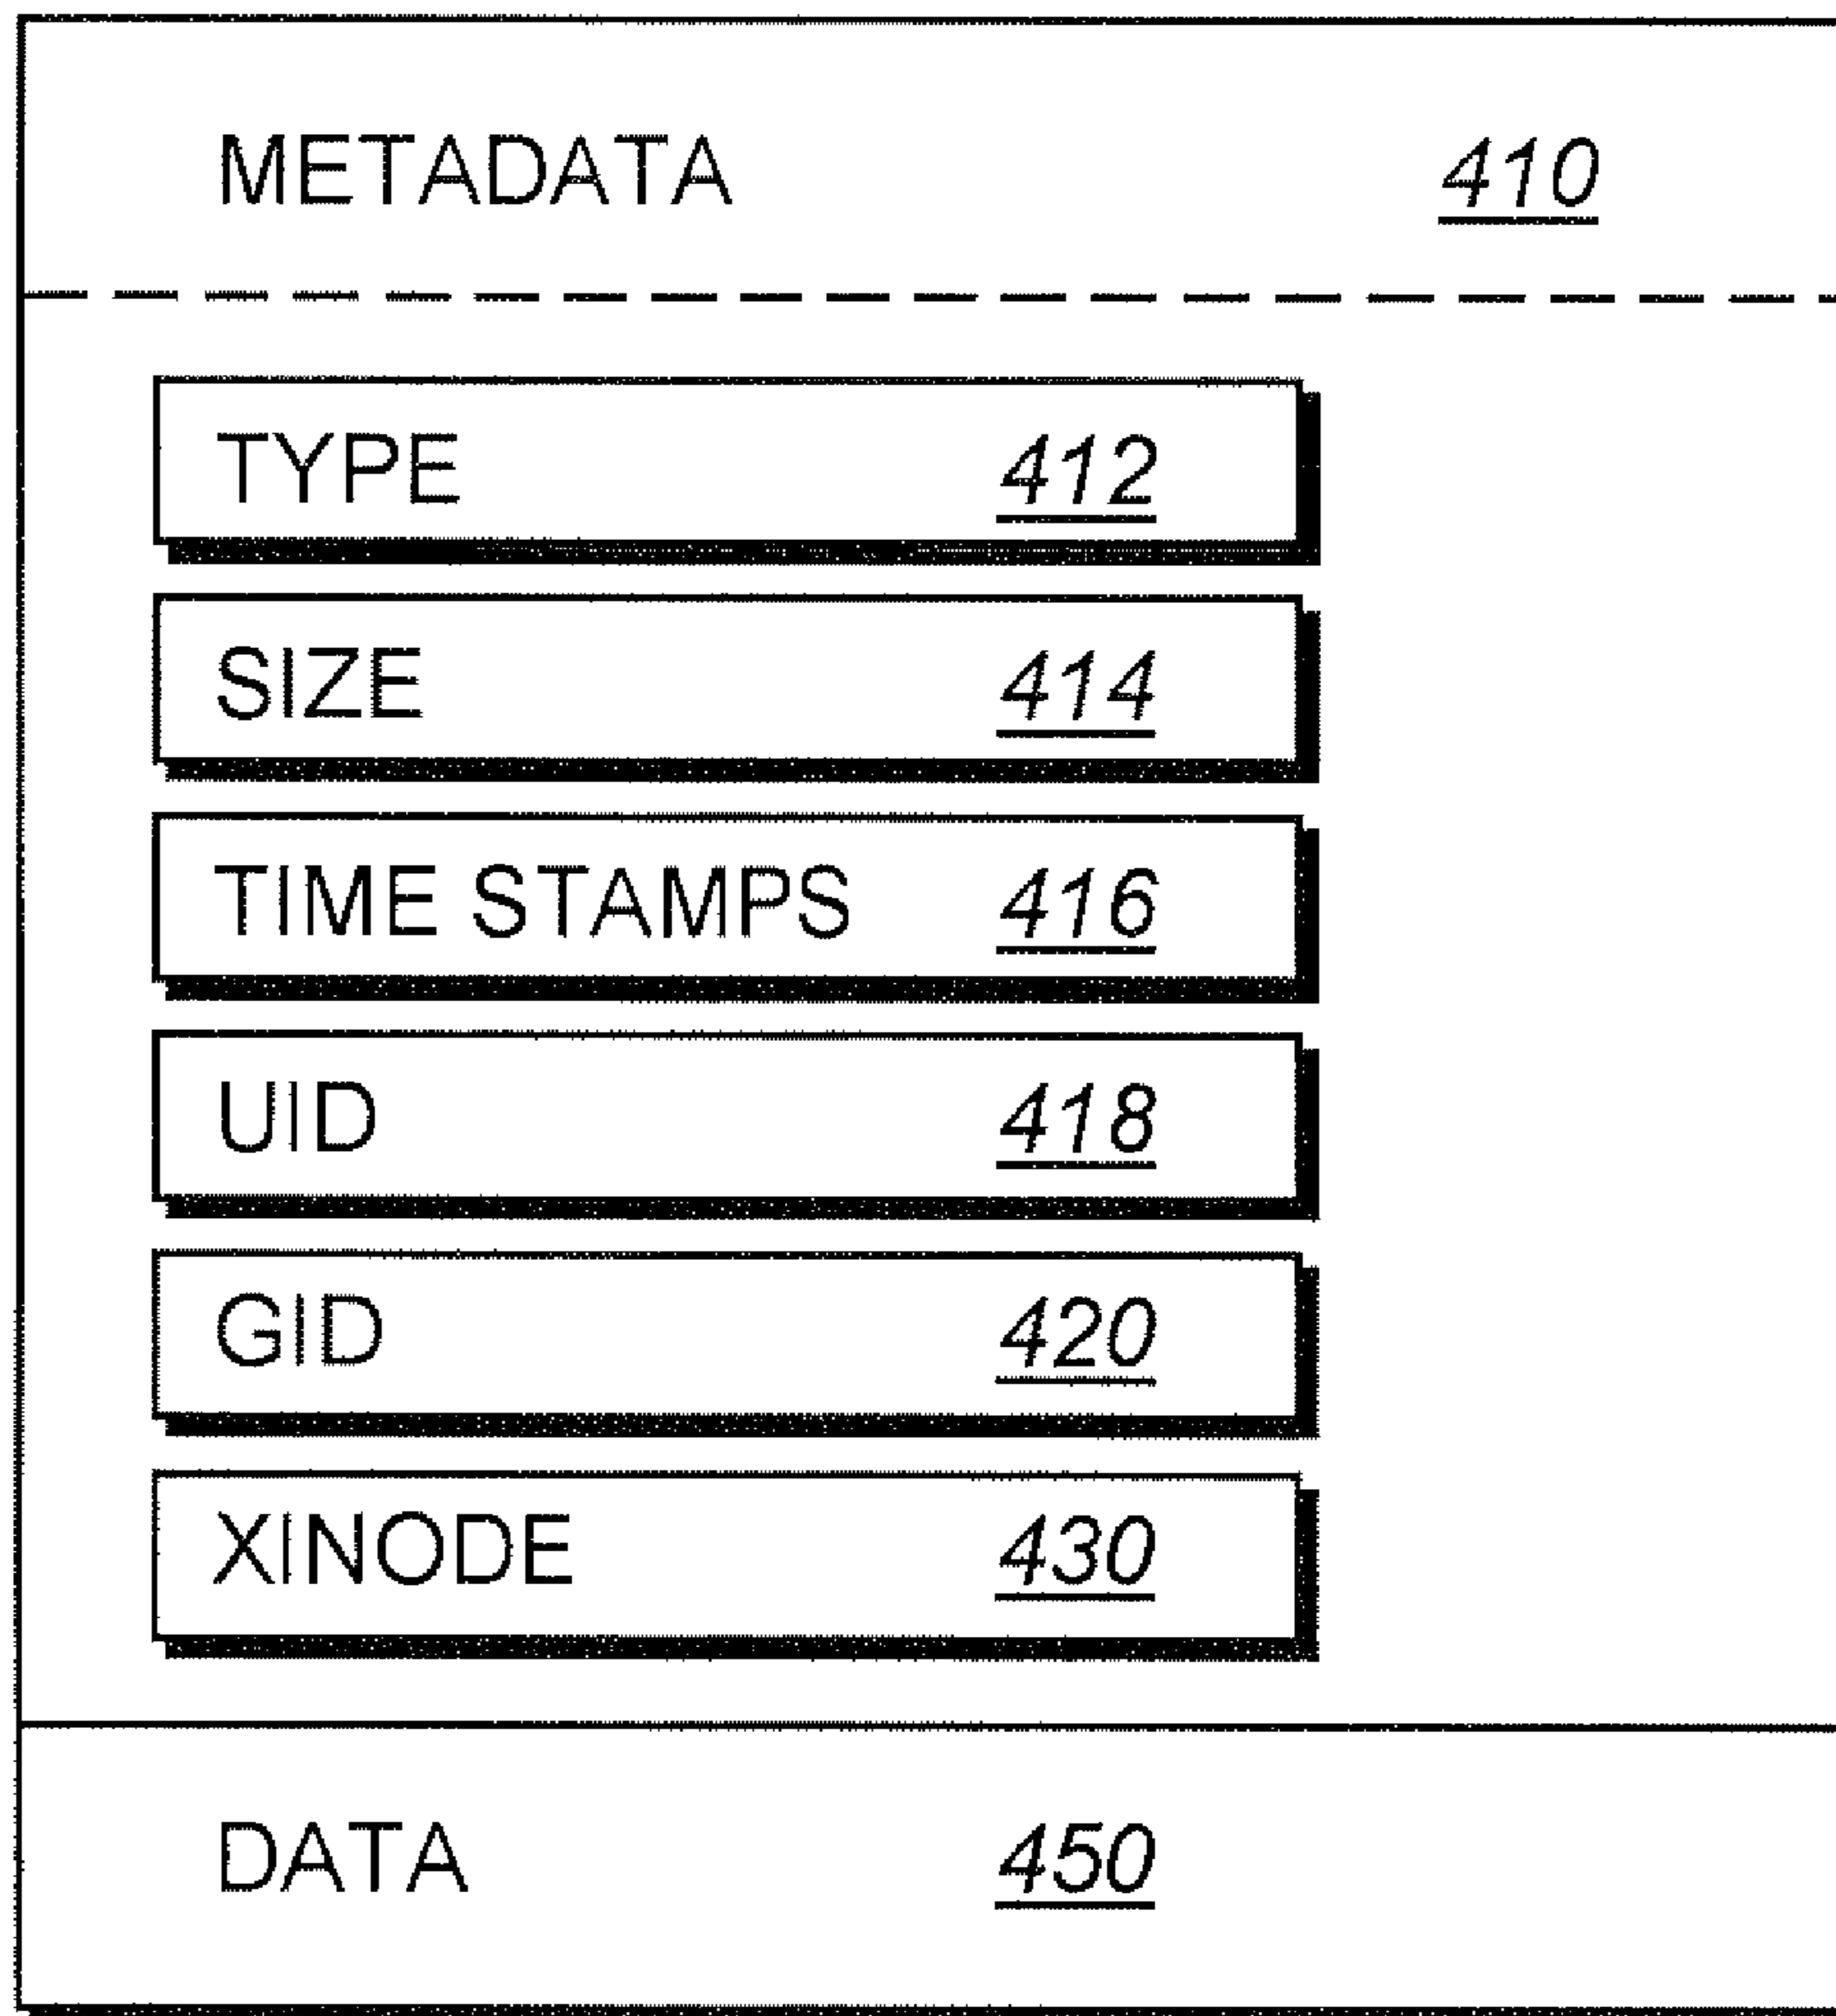 METADATA 410
TYPE 412
SIZE 414
TIME STAMPS 416
UID 418
GID 420
XINODE 430
DATA 450